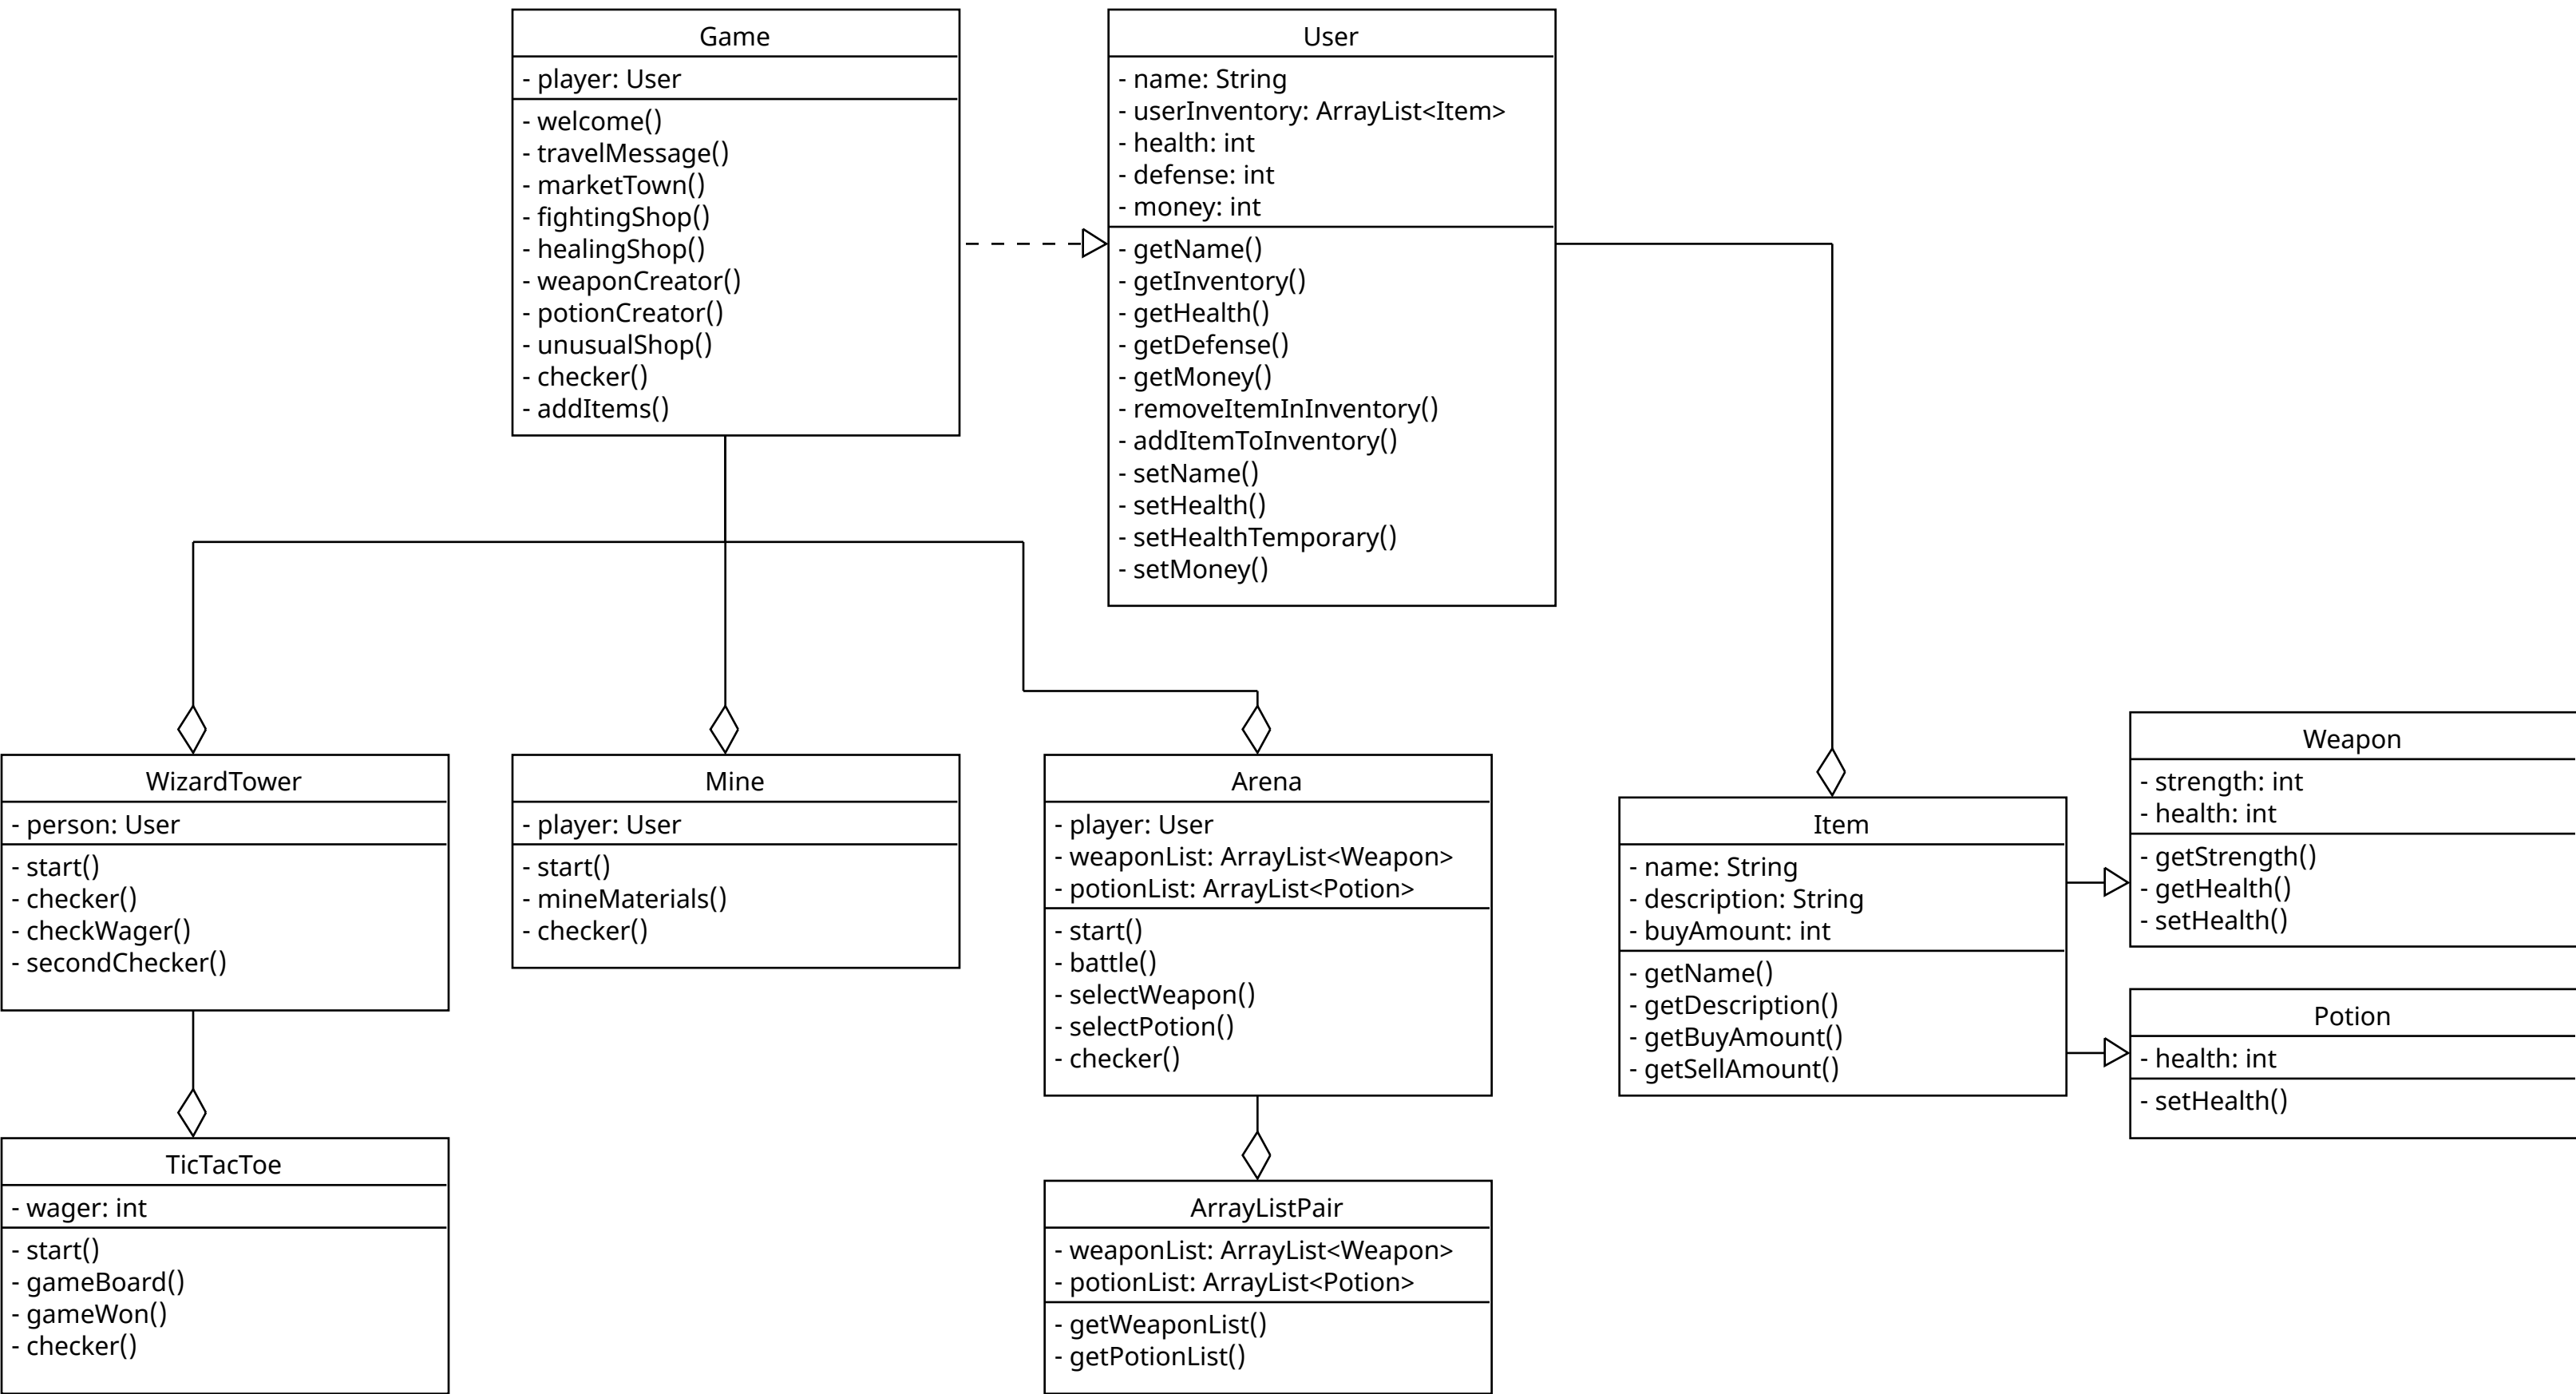 Game
- player: User
- welcome()
- travelMessage()
- marketTown()
- fightingShop()
- healingShop()
- weaponCreator()
- potionCreator()
- unusualShop()
- checker()
- addItems()
User
- name: String
- userInventory: ArrayList<Item>
- health: int
- defense: int
- money: int
- getName()
- getInventory()
- getHealth()
- getDefense()
- getMoney()
- removeItemInInventory()
- addItemToInventory()
- setName()
- setHealth()
- setHealthTemporary()
- setMoney()
WizardTower
- person: User
- start()
- checker()
- checkWager()
- secondChecker()
Mine
- player: User
- start()
- mineMaterials()
- checker()
Arena
- player: User
- weaponList: ArrayList<Weapon>
- potionList: ArrayList<Potion>
- start()
- battle()
- selectWeapon()
- selectPotion()
- checker()
Item
- name: String
- description: String
- buyAmount: int
- getName()
- getDescription()
- getBuyAmount()
- getSellAmount()
Weapon
- strength: int
- health: int
- getStrength()
- getHealth()
- setHealth()
Potion
- health: int
- setHealth()
TicTacToe
- wager: int
- start()
- gameBoard()
- gameWon()
- checker()
ArrayListPair
- weaponList: ArrayList<Weapon>
- potionList: ArrayList<Potion>
- getWeaponList()
- getPotionList()